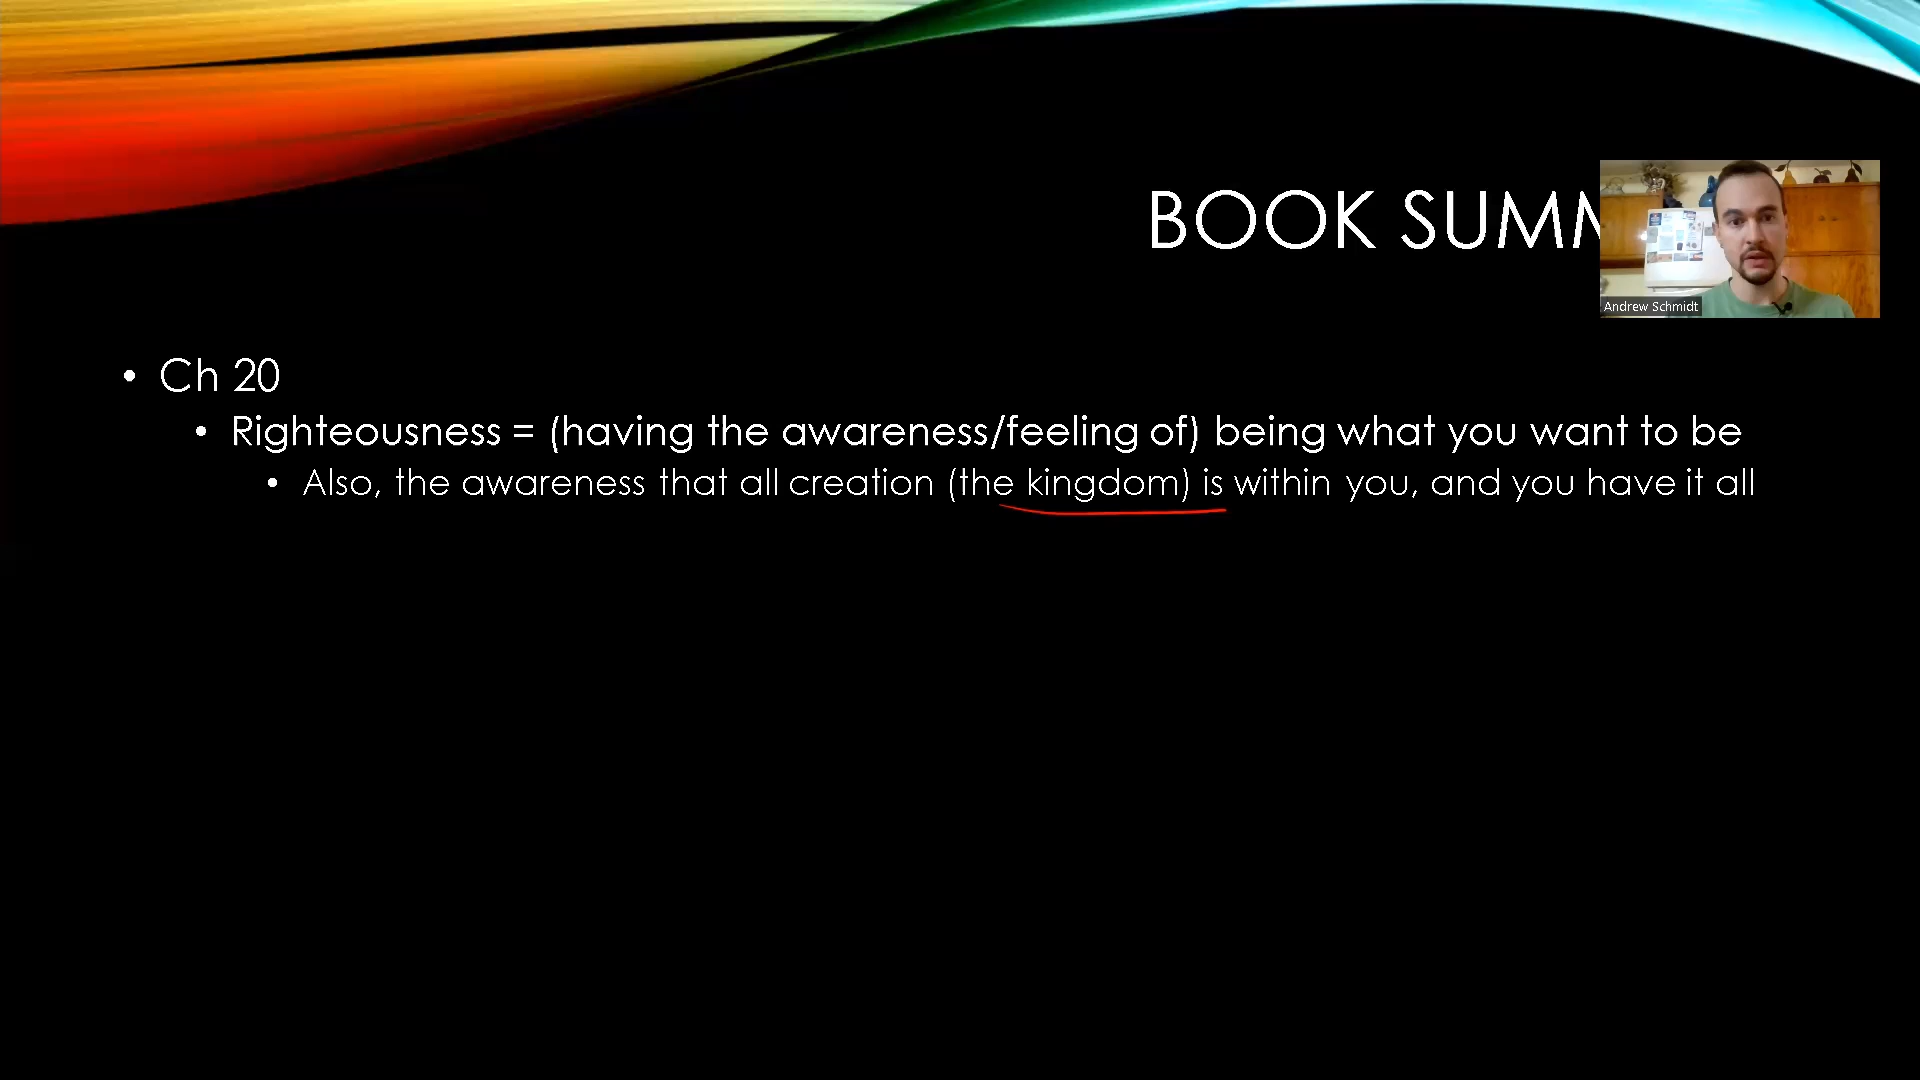 BOOK SUMM
Andrew Schmidt
• Ch 20
• Righteousness = (having the awareness/feeling of) being what you want to be
• Also, the awareness that all creation (the kingdom) is within you, and you have it all